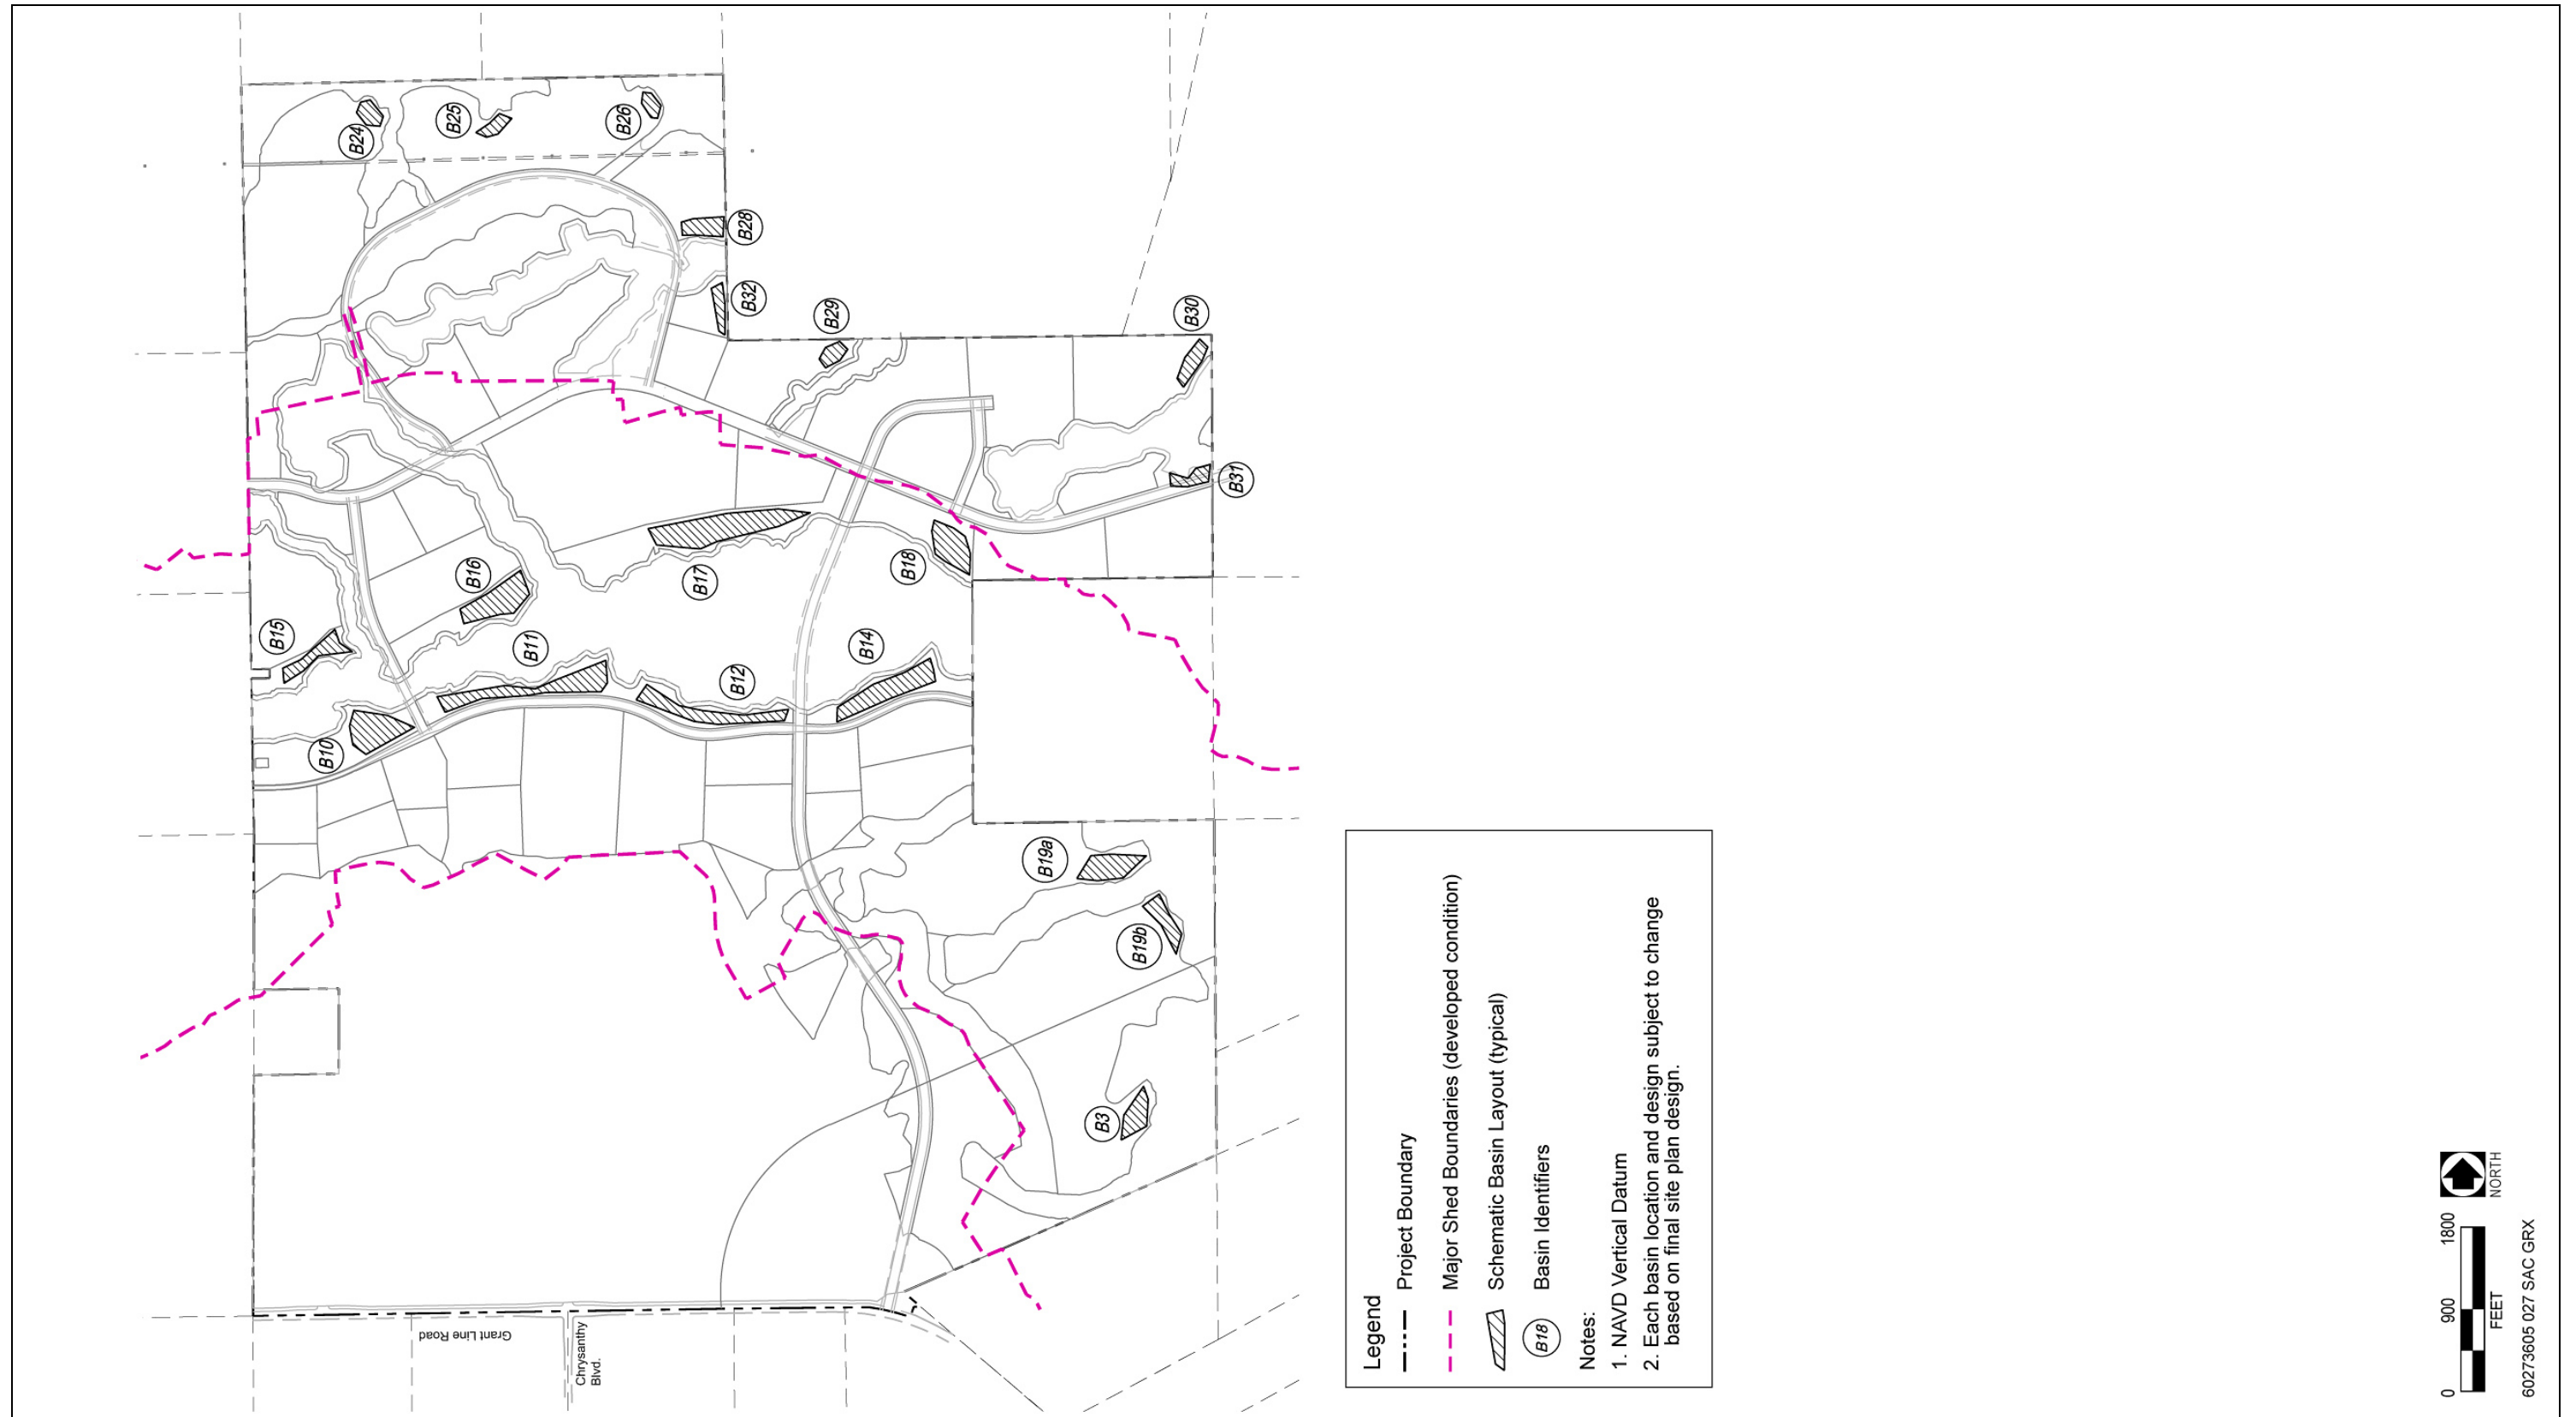 B24
B25
B26
B28
B32
B29
B30
B31
B16
B17
B18
B15
B11
B12
B14
B10
B19a
B19b
B3
Grant Line Road
Chrysanthy
Blvd.
Legend
Project Boundary
Major Shed Boundaries (developed condition)
Schematic Basin Layout (typical)
B18
Basin Identifiers
Notes:
1. NAVD Vertical Datum
2. Each basin location and design subject to change
based on final site plan design.
NORTH
0 900 1800
FEET
60273605 027 SAC GRX